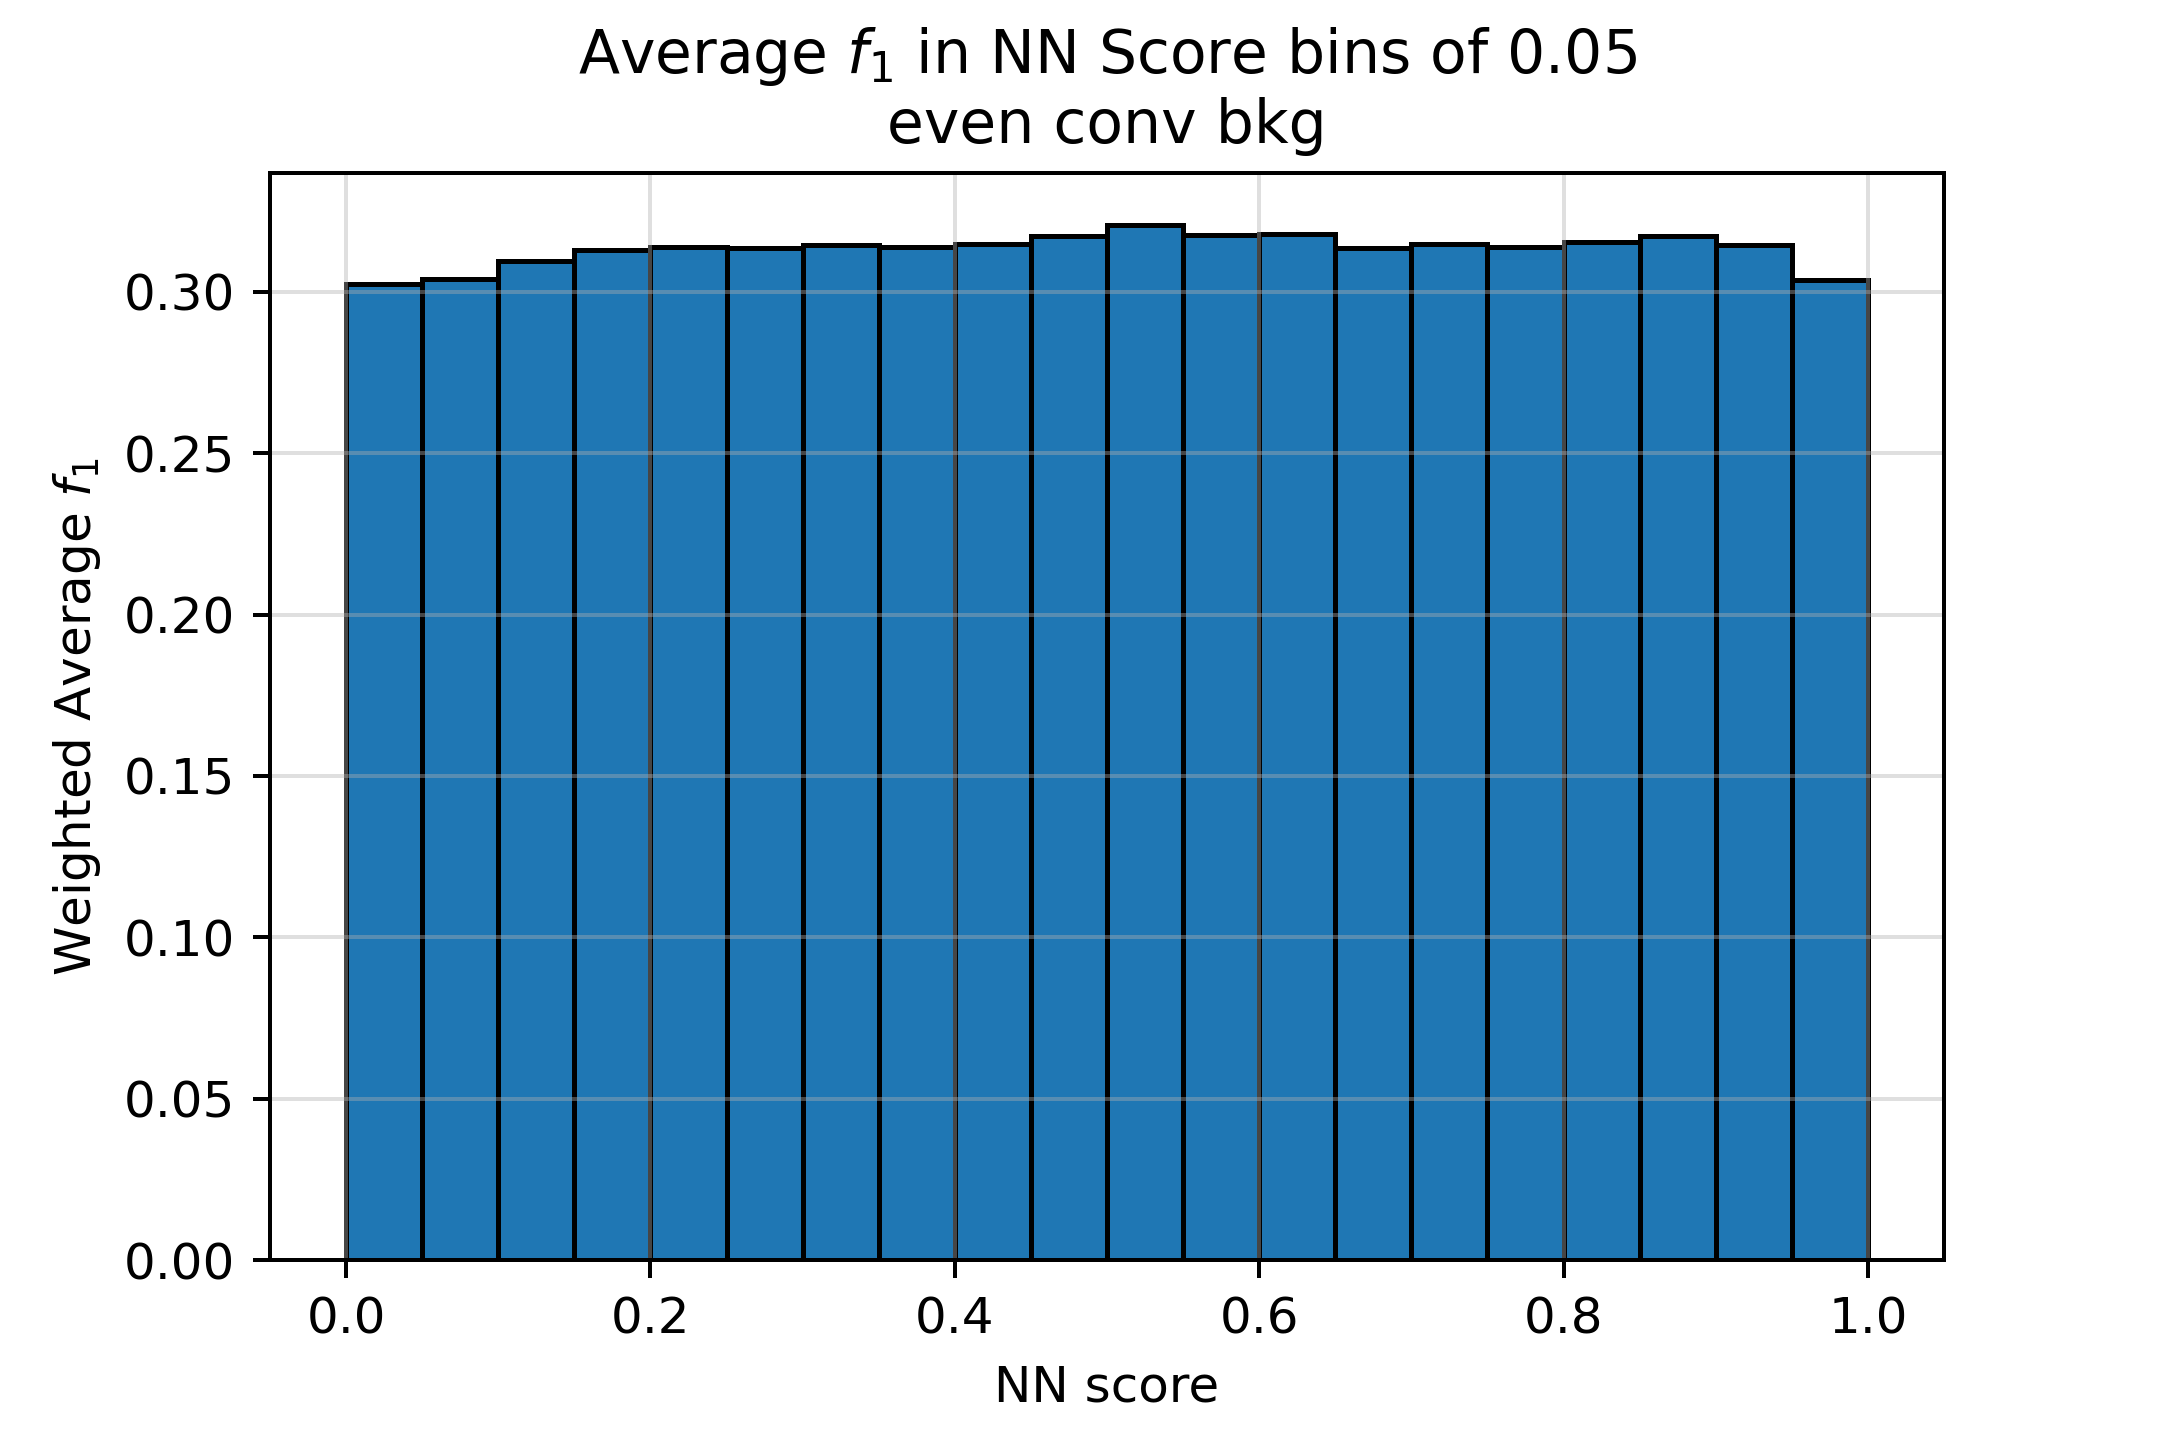 Average f₁ in NN Score bins of 0.05
even conv bkg
Weighted Average f₁
0.30
0.25
0.20
0.15
0.10
0.05
0.00
0.0 0.2 0.4 0.6 0.8 1.0
NN score